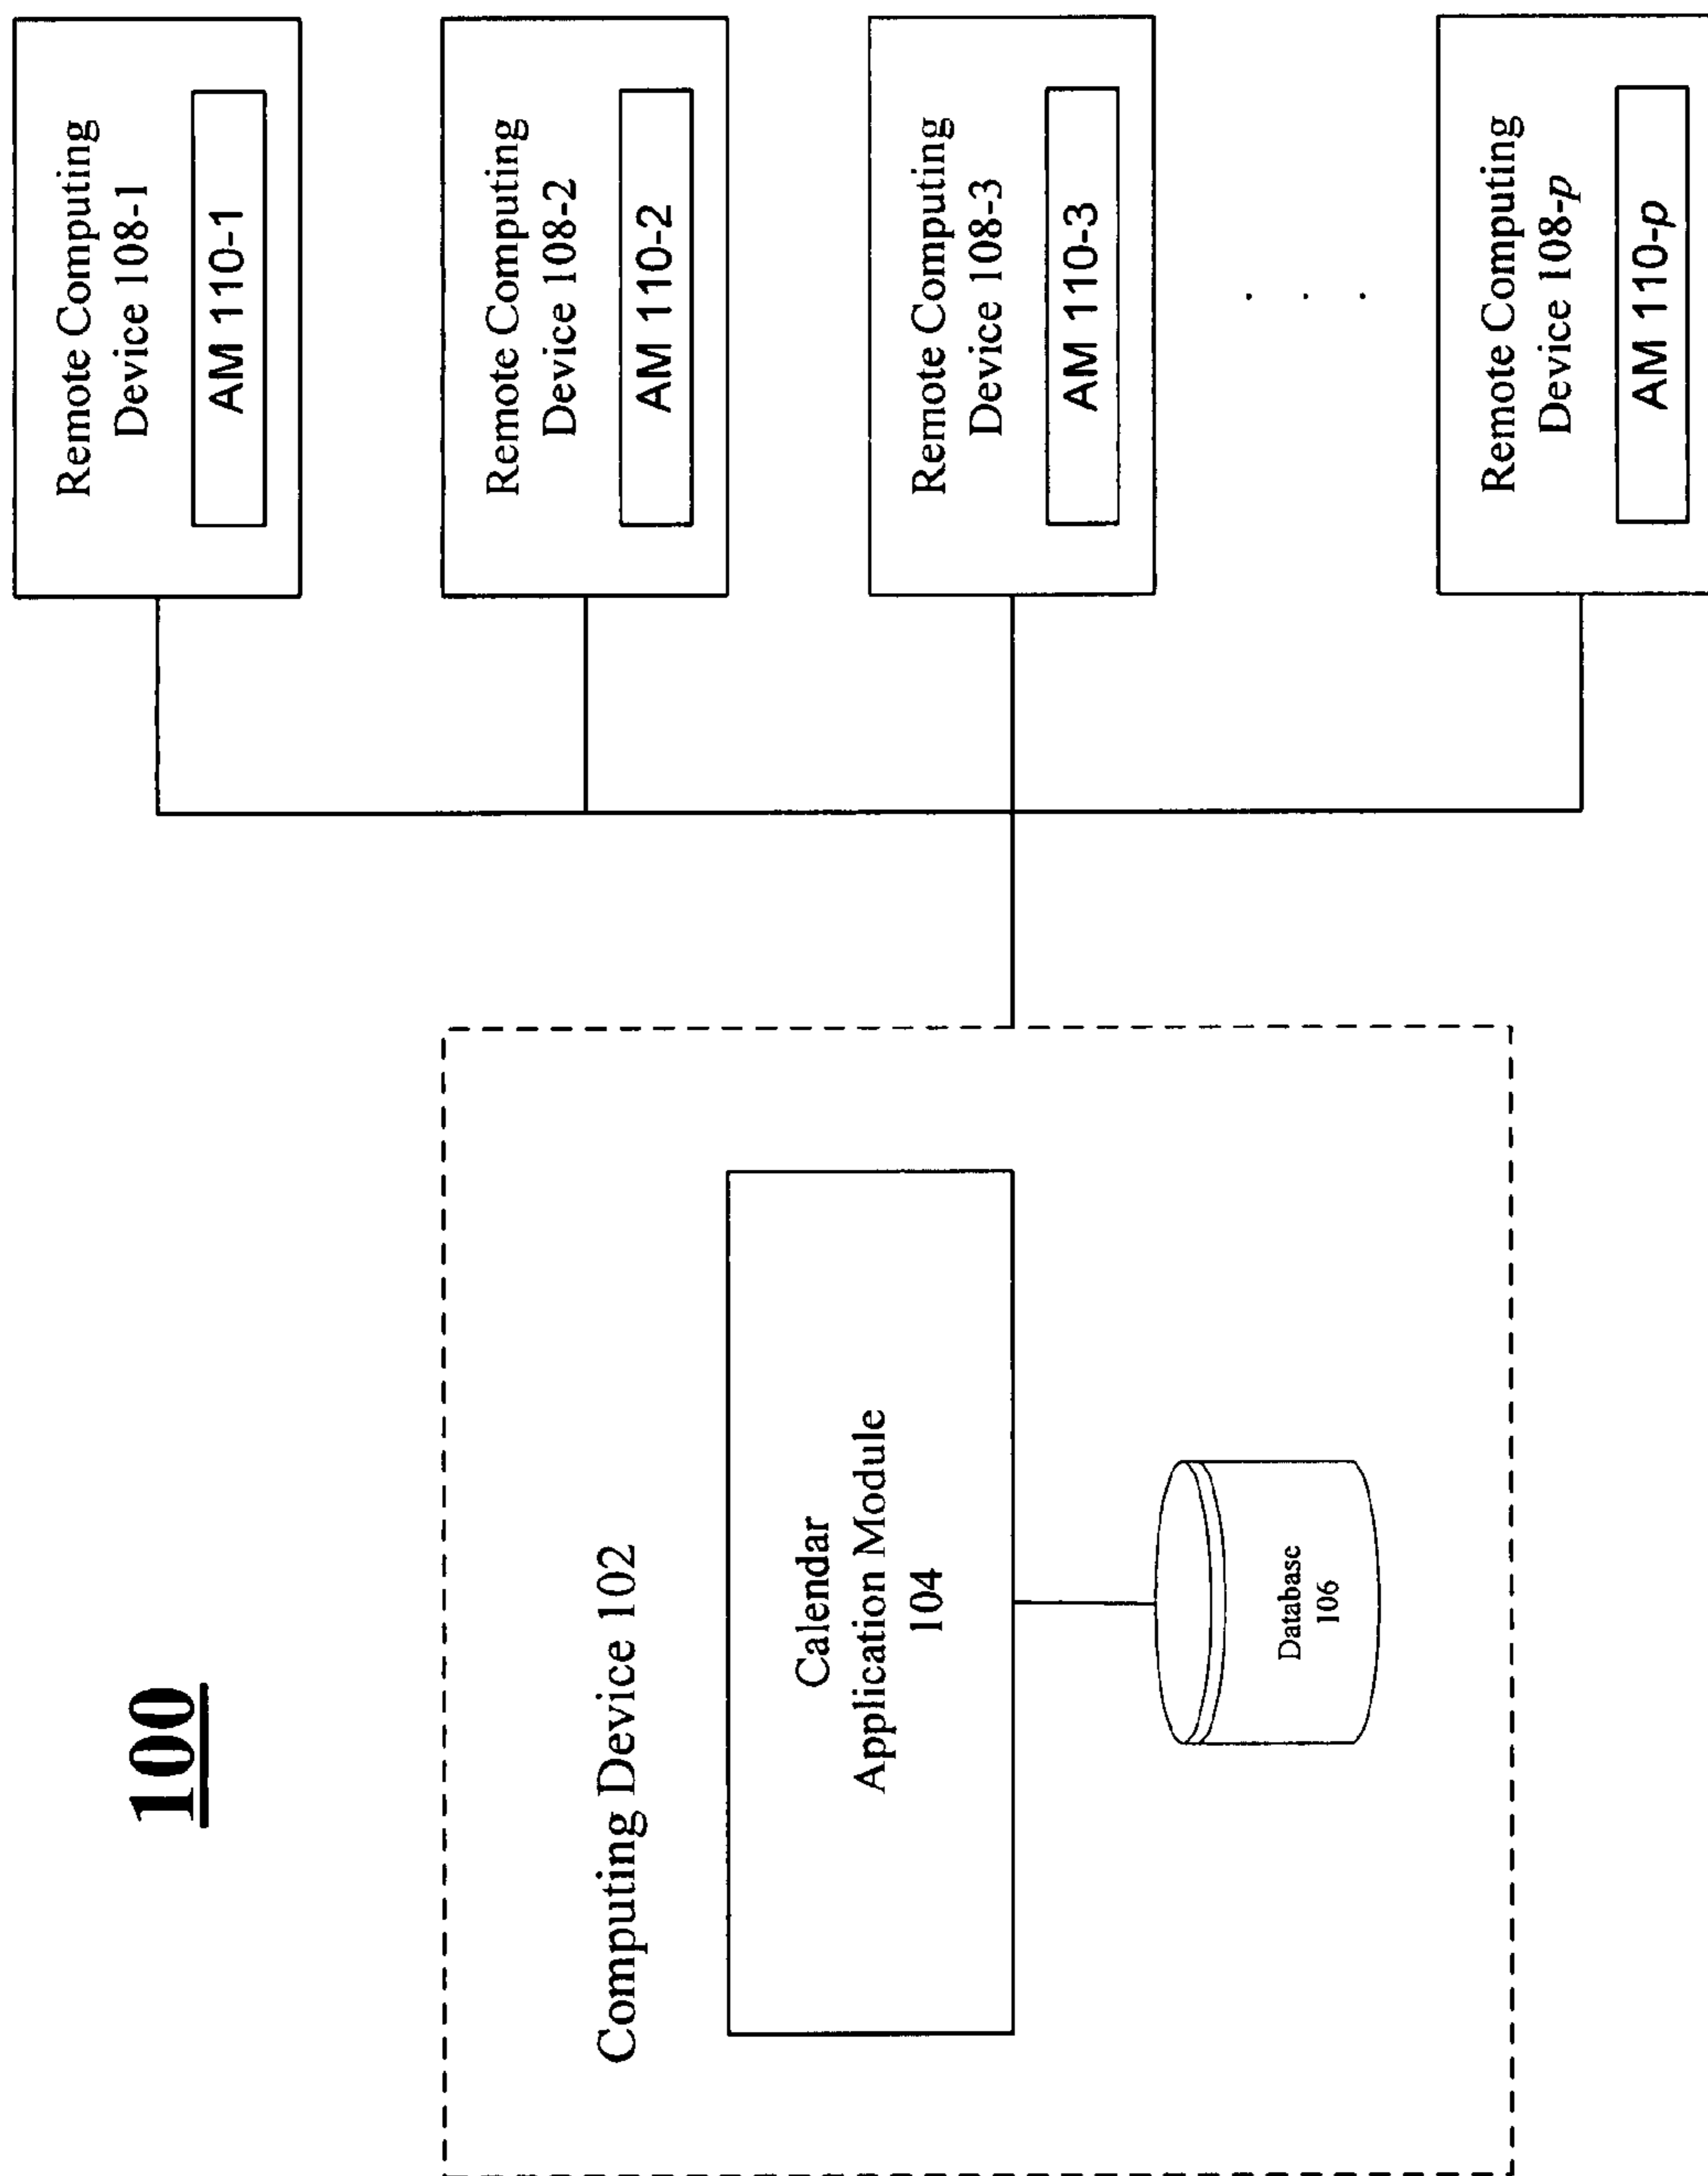 100
Computing Device 102
Calendar
Application Module
104
Database
106
Remote Computing
Device 108-1
AM 110-1
Remote Computing
Device 108-2
AM 110-2
Remote Computing
Device 108-3
AM 110-3
. . .
Remote Computing
Device 108-p
AM 110-p